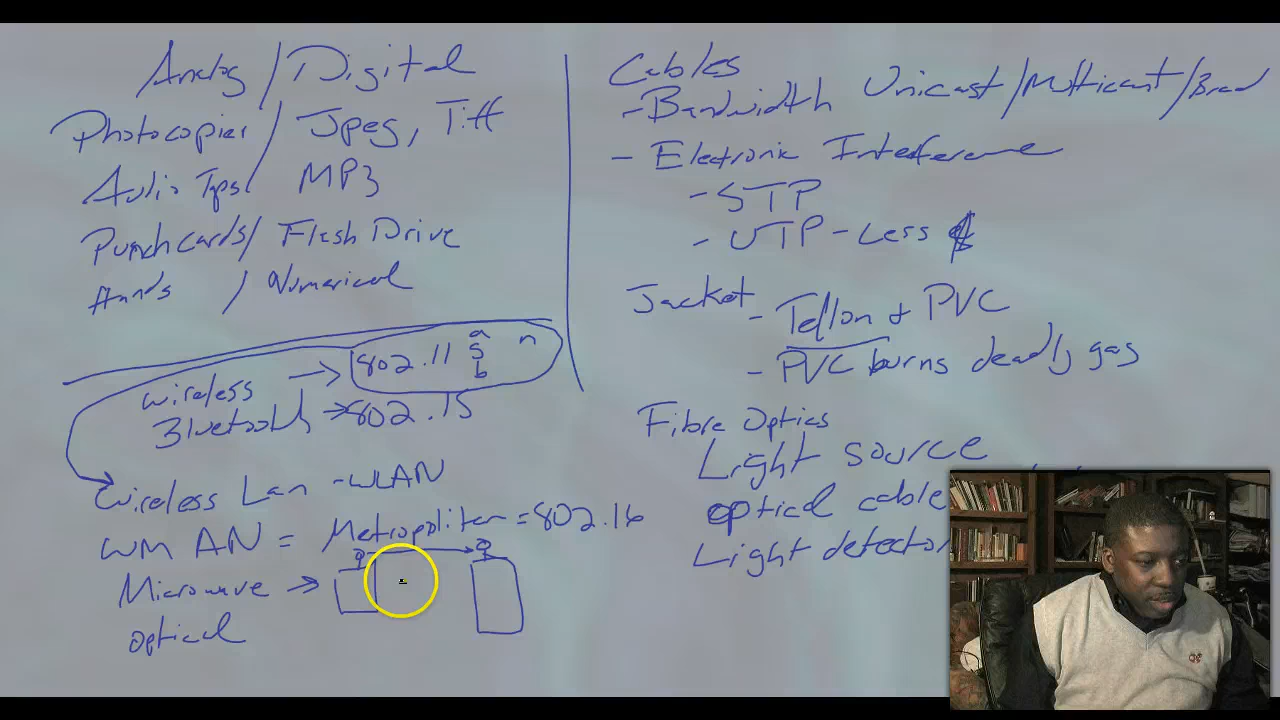 Analog / Digital
Photocopier / Jpeg, Tiff
Audio Tps / MP3
Punchcards / Flash Drive
Hands / Numerical
wireless → 802.11 a g b n
Bluetooth → 802.15
Wireless Lan - WLAN
WMAN = Metropoliten = 802.16
Microwave →
optical
Cables
- Bandwidth Unicast/Multicast/Broad
- Electronic Interference
- STP
- UTP - Less $
Jacket - Teflon & PVC
- PVC burns deadly gas
Fibre Optics
Light source
optical cable
Light detector